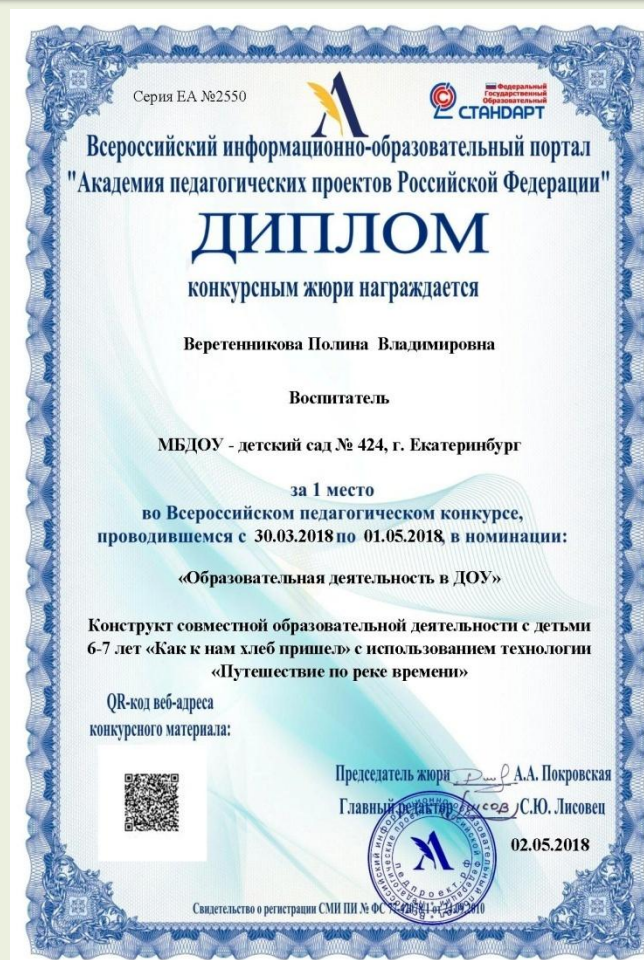 Серия ЕА №2550
Федеральный
Государственный
Образовательный
СТАНДАРТ
Всероссийский информационно-образовательный портал
"Академия педагогических проектов Российской Федерации"
ДИПЛОМ
конкурсным жюри награждается
Веретенникова Полина Владимировна
Воспитатель
МБДОУ - детский сад № 424, г. Екатеринбург
за 1 место
во Всероссийском педагогическом конкурсе,
проводившемся с 30.03.2018 по 01.05.2018, в номинации:
«Образовательная деятельность в ДОУ»
Конструкт совместной образовательной деятельности с детьми
6-7 лет «Как к нам хлеб пришел» с использованием технологии
«Путешествие по реке времени»
QR-код веб-адреса
конкурсного материала:
Председатель жюри А.А. Покровская
Главный редактор С.Ю. Лисовец
02.05.2018
педпроект.рф
Свидетельство о регистрации СМИ ПИ № ФС